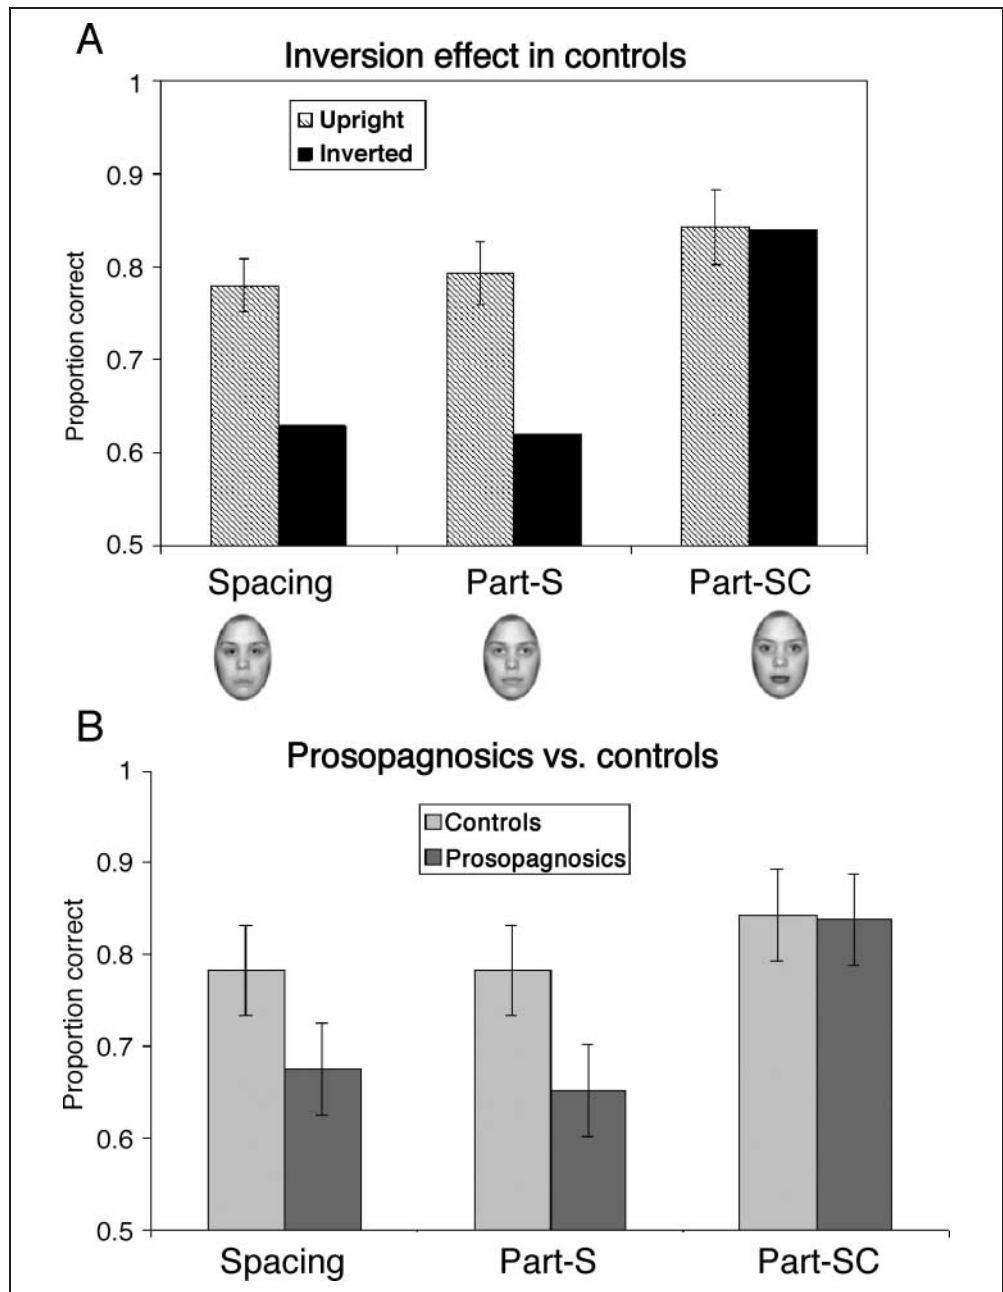 A
Inversion effect in controls
Upright
Inverted
Proportion correct
1
0.9
0.8
0.7
0.6
0.5
Spacing Part-S Part-SC
B
Prosopagnosics vs. controls
Controls
Prosopagnosics
Proportion correct
1
0.9
0.8
0.7
0.6
0.5
Spacing Part-S Part-SC